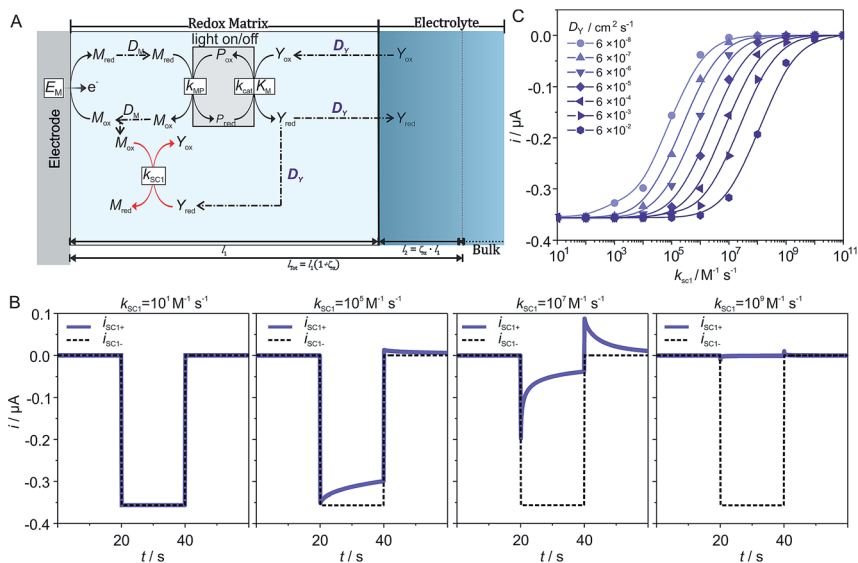 A
Redox Matrix
Electrolyte
light on/off
M_red D_M M_red P_ox Y_ox D_Y Y_ox
E_M e^- k_MP k_cat K_M
M_ox D_M M_ox P_red Y_red D_Y Y_red
M_ox Y_ox
k_SC1 D_Y
M_red Y_red
Electrode
l_1 l_2 = ζ_α · l_1 Bulk
C
D_Y / cm² s⁻¹
6 ×10⁻⁸
6 ×10⁻⁷
6 ×10⁻⁶
6 ×10⁻⁵
6 ×10⁻⁴
6 ×10⁻³
6 ×10⁻²
i / µA
0.0
-0.1
-0.2
-0.3
-0.4
10¹ 10³ 10⁵ 10⁷ 10⁹ 10¹¹
k_sc1 / M⁻¹ s⁻¹
B
k_SC1=10¹ M⁻¹ s⁻¹ k_SC1=10⁵ M⁻¹ s⁻¹ k_SC1=10⁷ M⁻¹ s⁻¹ k_SC1=10⁹ M⁻¹ s⁻¹
i_SC1+ i_SC1+ i_SC1+ i_SC1+
i_SC1- i_SC1- i_SC1- i_SC1-
i / µA
0.1
0.0
-0.1
-0.2
-0.3
-0.4
20 40 60 20 40 60 20 40 60 20 40 60
t / s t / s t / s t / s